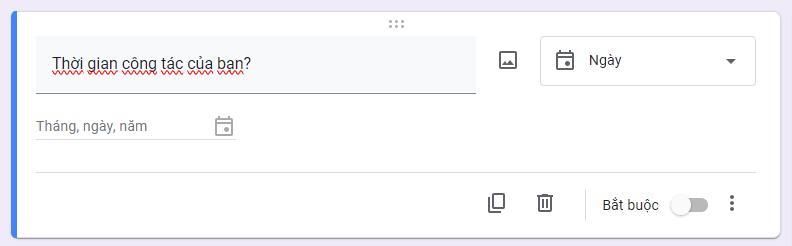 Thời gian công tác của bạn?
Ngày
Tháng, ngày, năm
Bắt buộc